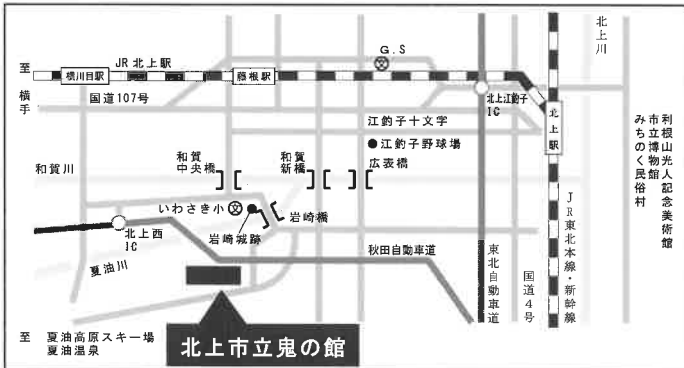 至
横手
横川目駅
JR北上駅
藤根駅
G.S
文
国道107号
北上江釣子
IC
北上川
北上駅
利根山光人記念美術館
市立博物館
みちのく民俗村
江釣子十文字
江釣子野球場
和賀川
和賀
中央橋
和賀
新橋
広表橋
いわさき小
文
岩崎城跡
岩崎橋
北上西
IC
夏油川
秋田自動車道
東北自動車道
国道4号
JR東北本線・新幹線
至
夏油高原スキー場
夏油温泉
北上市立鬼の館